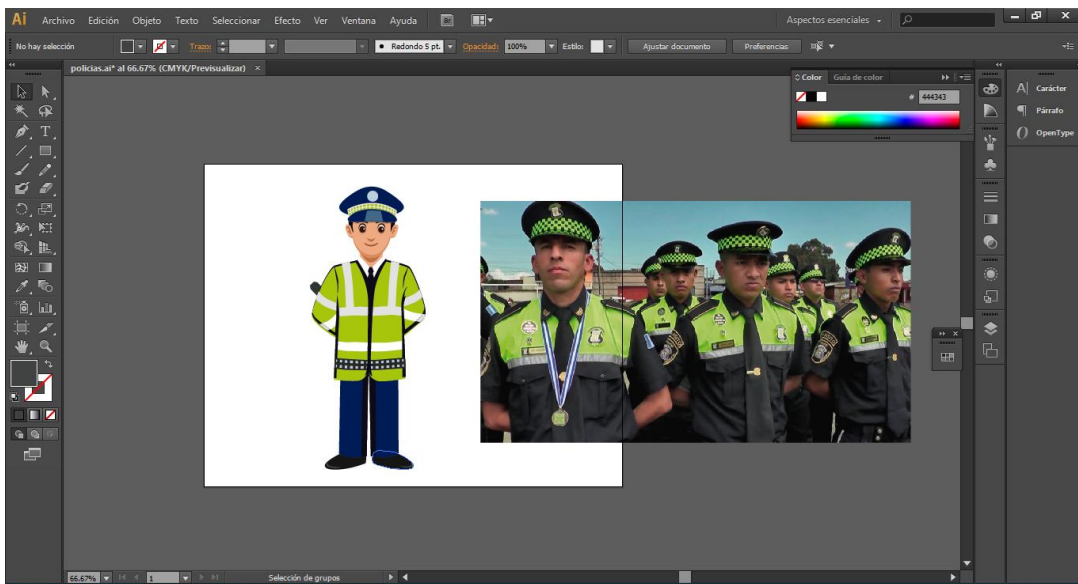 Ai Archivo Edición Objeto Texto Seleccionar Efecto Ver Ventana Ayuda Br Aspectos esenciales
No hay selección Trazo: Redondo 5 pt. Opacidad: 100% Estilo: Ajustar documento Preferencias
policias.ai* al 66.67% (CMYK/Previsualizar) ×
Color Guía de color
# 444343
A Carácter
Párrafo
O OpenType
66.67% 1 Selección de grupos